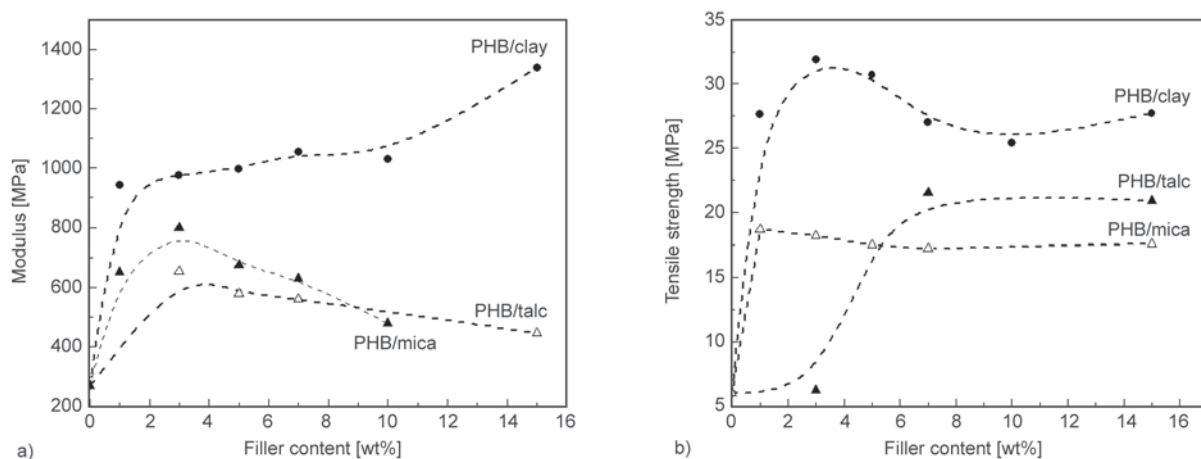 1400
1200
1000
800
600
400
200
Modulus [MPa]
PHB/clay
PHB/talc
PHB/mica
0 2 4 6 8 10 12 14 16
Filler content [wt%]
a)
35
30
25
20
15
10
5
Tensile strength [MPa]
PHB/clay
PHB/talc
PHB/mica
0 2 4 6 8 10 12 14 16
Filler content [wt%]
b)